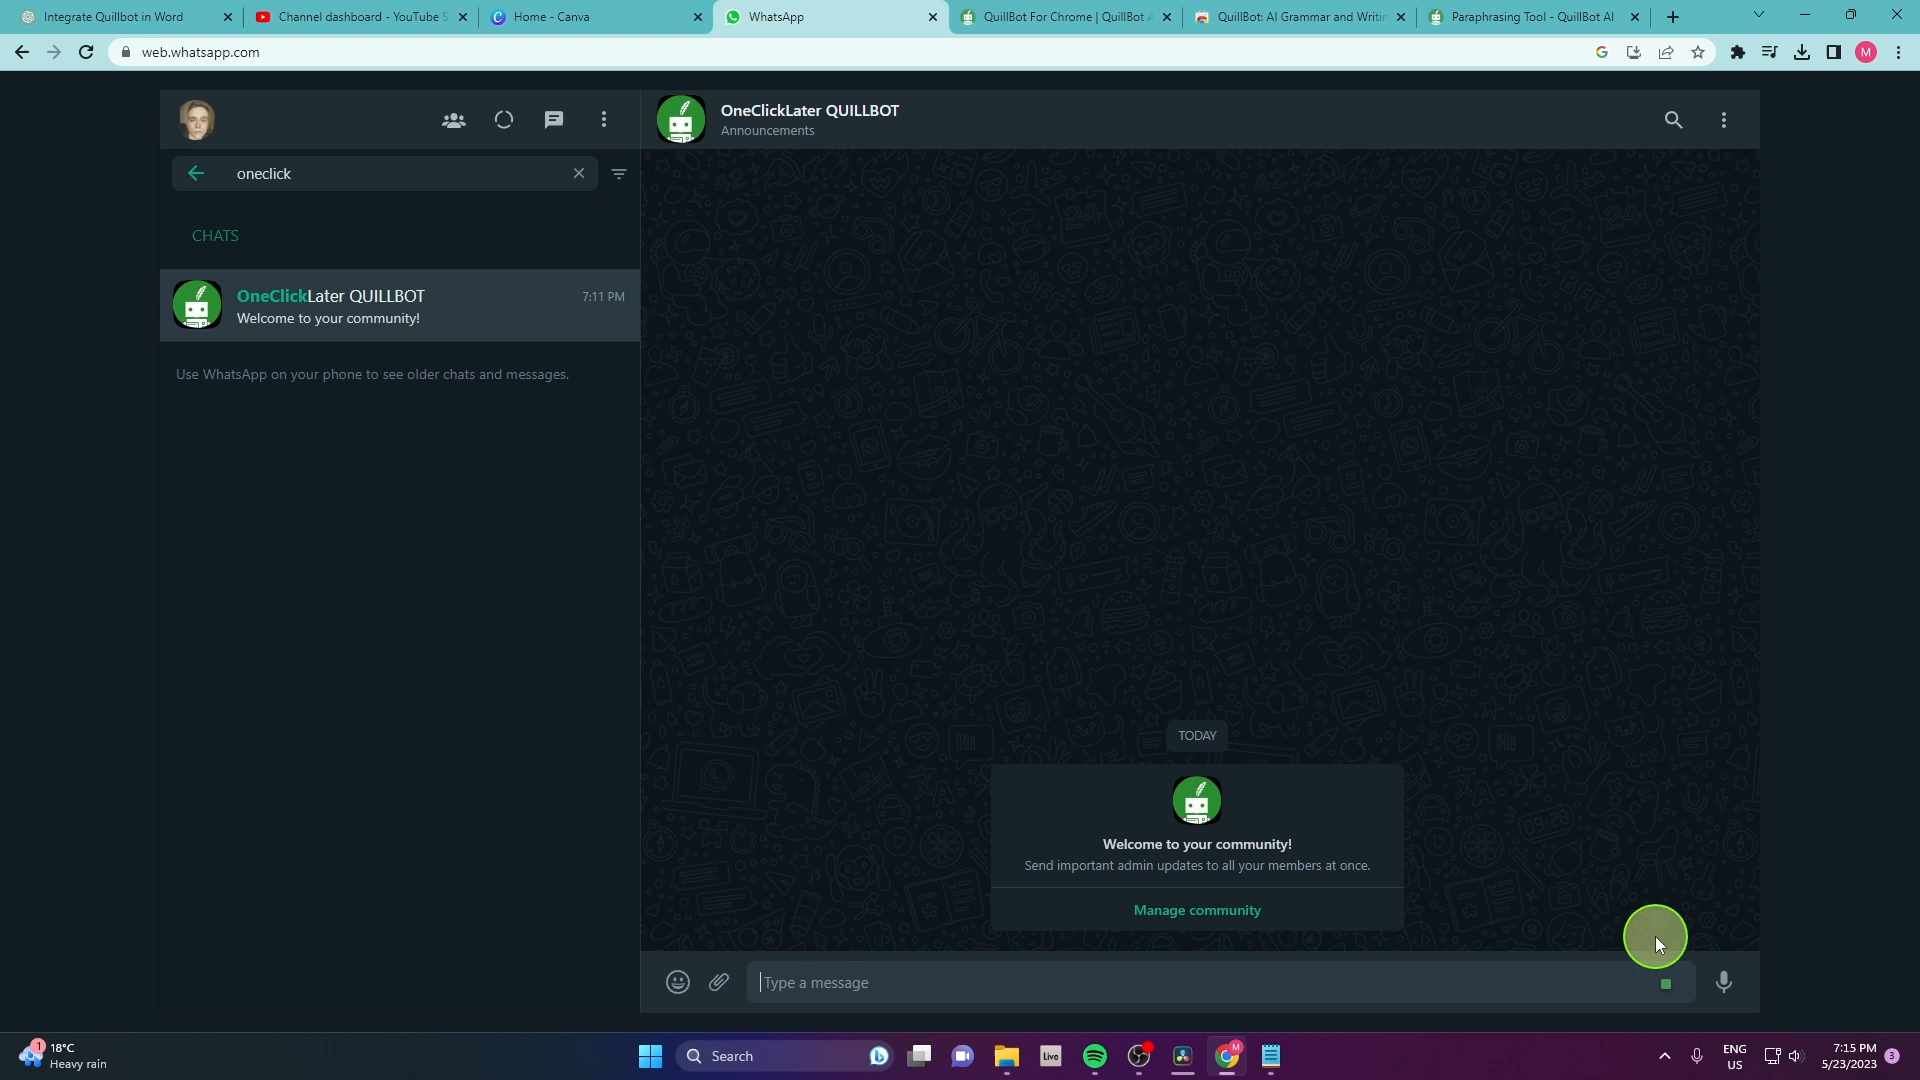 Integrate Quillbot in Word
Channel dashboard - YouTube S
Home - Canva
WhatsApp
QuillBot For Chrome | QuillBot A
QuillBot: AI Grammar and Writin
Paraphrasing Tool - QuillBot AI
web.whatsapp.com
M
OneClickLater QUILLBOT
Announcements
oneclick
CHATS
OneClickLater QUILLBOT
7:11 PM
Welcome to your community!
Use WhatsApp on your phone to see older chats and messages.
TODAY
Welcome to your community!
Send important admin updates to all your members at once.
Manage community
Type a message
1
18°C
Heavy rain
Search
Live
M
ENG
US
7:15 PM
5/23/2023
3